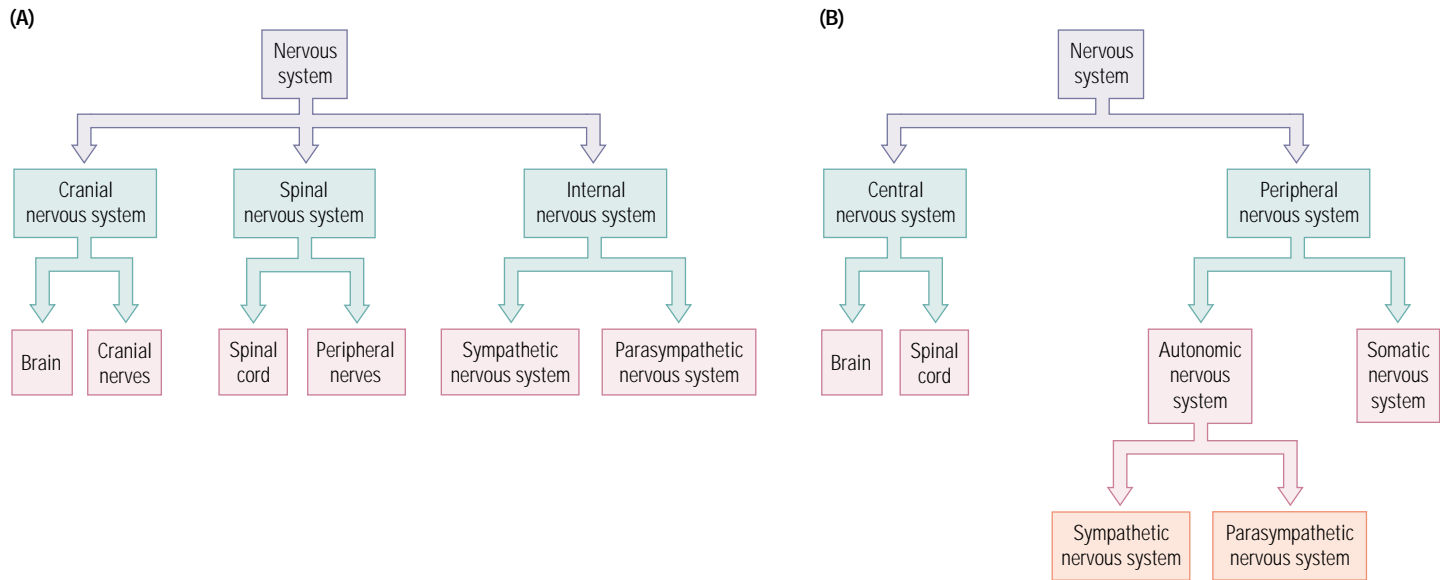 (A)
Nervous
system
Cranial
nervous system
Spinal
nervous system
Internal
nervous system
Brain
Cranial
nerves
Spinal
cord
Peripheral
nerves
Sympathetic
nervous system
Parasympathetic
nervous system
(B)
Nervous
system
Central
nervous system
Peripheral
nervous system
Brain
Spinal
cord
Autonomic
nervous
system
Somatic
nervous
system
Sympathetic
nervous system
Parasympathetic
nervous system